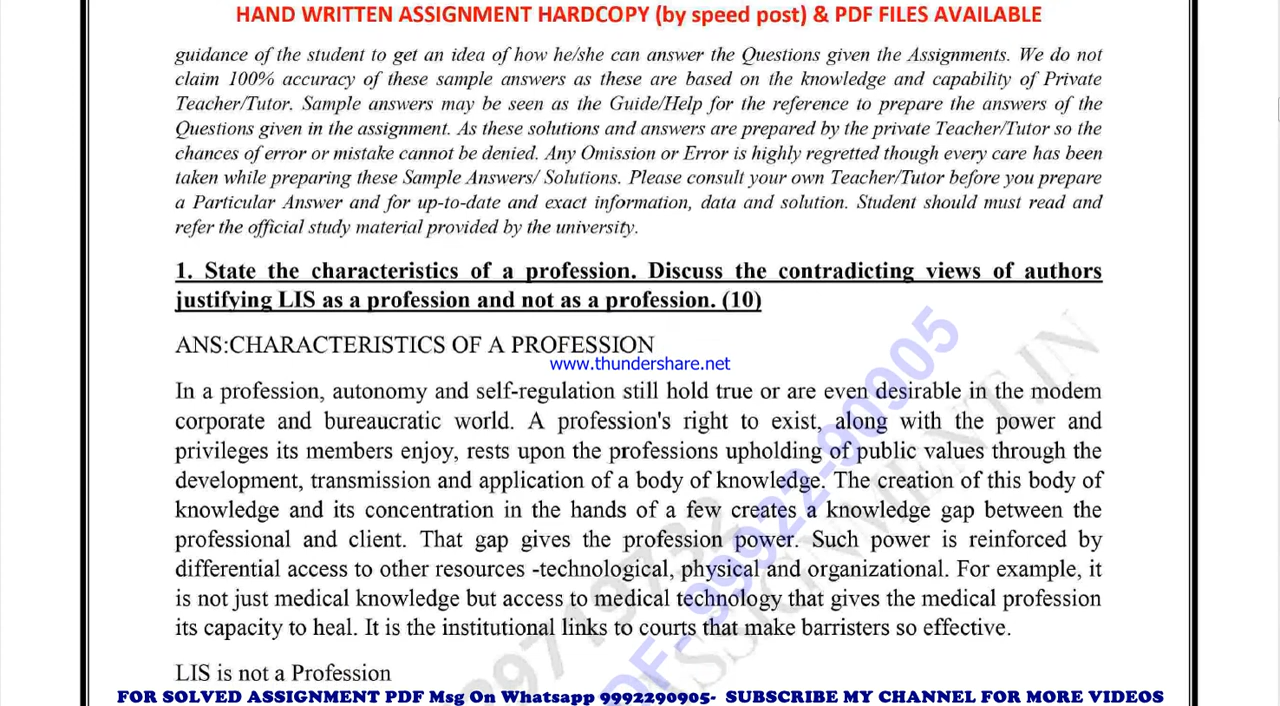 HAND WRITTEN ASSIGNMENT HARDCOPY (by speed post) & PDF FILES AVAILABLE
guidance of the student to get an idea of how he/she can answer the Questions given the Assignments. We do not
claim 100% accuracy of these sample answers as these are based on the knowledge and capability of Private
Teacher/Tutor. Sample answers may be seen as the Guide/Help for the reference to prepare the answers of the
Questions given in the assignment. As these solutions and answers are prepared by the private Teacher/Tutor so the
chances of error or mistake cannot be denied. Any Omission or Error is highly regretted though every care has been
taken while preparing these Sample Answers/ Solutions. Please consult your own Teacher/Tutor before you prepare
a Particular Answer and for up-to-date and exact information, data and solution. Student should must read and
refer the official study material provided by the university.
1. State the characteristics of a profession. Discuss the contradicting views of authors
justifying LIS as a profession and not as a profession. (10)
ANS:CHARACTERISTICS OF A PROFESSION
www.thundershare.net
In a profession, autonomy and self-regulation still hold true or are even desirable in the modem
corporate and bureaucratic world. A profession's right to exist, along with the power and
privileges its members enjoy, rests upon the professions upholding of public values through the
development, transmission and application of a body of knowledge. The creation of this body of
knowledge and its concentration in the hands of a few creates a knowledge gap between the
professional and client. That gap gives the profession power. Such power is reinforced by
differential access to other resources -technological, physical and organizational. For example, it
is not just medical knowledge but access to medical technology that gives the medical profession
its capacity to heal. It is the institutional links to courts that make barristers so effective.
LIS is not a Profession
FOR SOLVED ASSIGNMENT PDF Msg On Whatsapp 9992290905- SUBSCRIBE MY CHANNEL FOR MORE VIDEOS